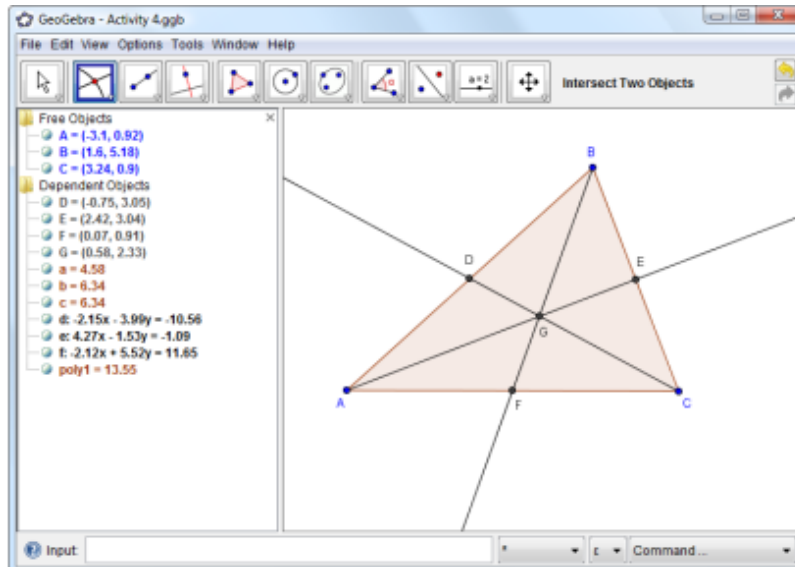 GeoGebra - Activity 4.ggb
File Edit View Options Tools Window Help
a=2
Intersect Two Objects
Free Objects
A = (-3.1, 0.92)
B = (1.6, 5.18)
C = (3.24, 0.9)
Dependent Objects
D = (-0.75, 3.05)
E = (2.42, 3.04)
F = (0.07, 0.91)
G = (0.58, 2.33)
a = 4.58
b = 6.34
c = 6.34
d: -2.15x - 3.99y = -10.56
e: 4.27x - 1.53y = -1.09
f: -2.12x + 5.52y = 11.65
poly1 = 13.55
B
D
E
G
A
F
C
Input:
Command ...